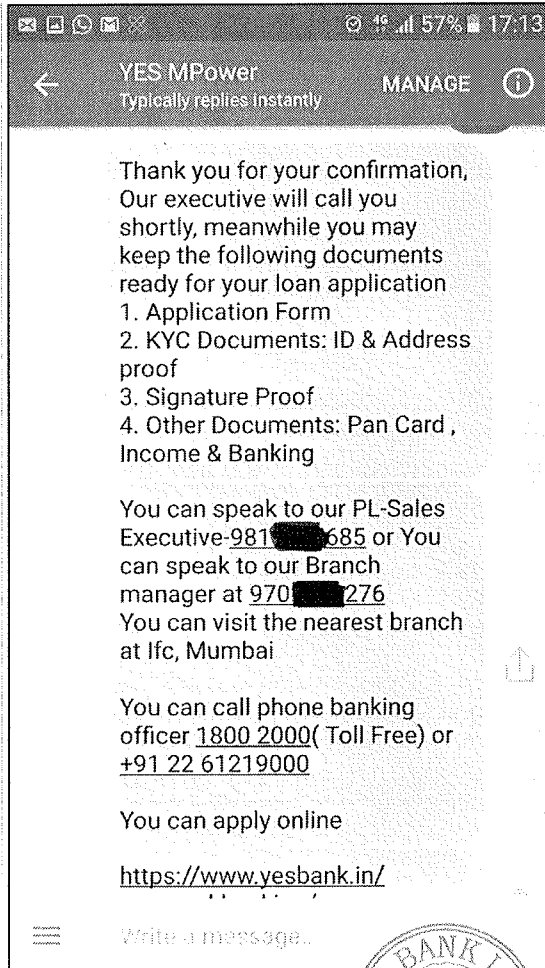 57% 17:13
YES MPower
Typically replies instantly
MANAGE
Thank you for your confirmation,
Our executive will call you
shortly, meanwhile you may
keep the following documents
ready for your loan application
1. Application Form
2. KYC Documents: ID & Address
proof
3. Signature Proof
4. Other Documents: Pan Card ,
Income & Banking
You can speak to our PL-Sales
Executive-981 685 or You
can speak to our Branch
manager at 970 276
You can visit the nearest branch
at Ifc, Mumbai
You can call phone banking
officer 1800 2000( Toll Free) or
+91 22 61219000
You can apply online
https://www.yesbank.in/
Write a message..
BANK